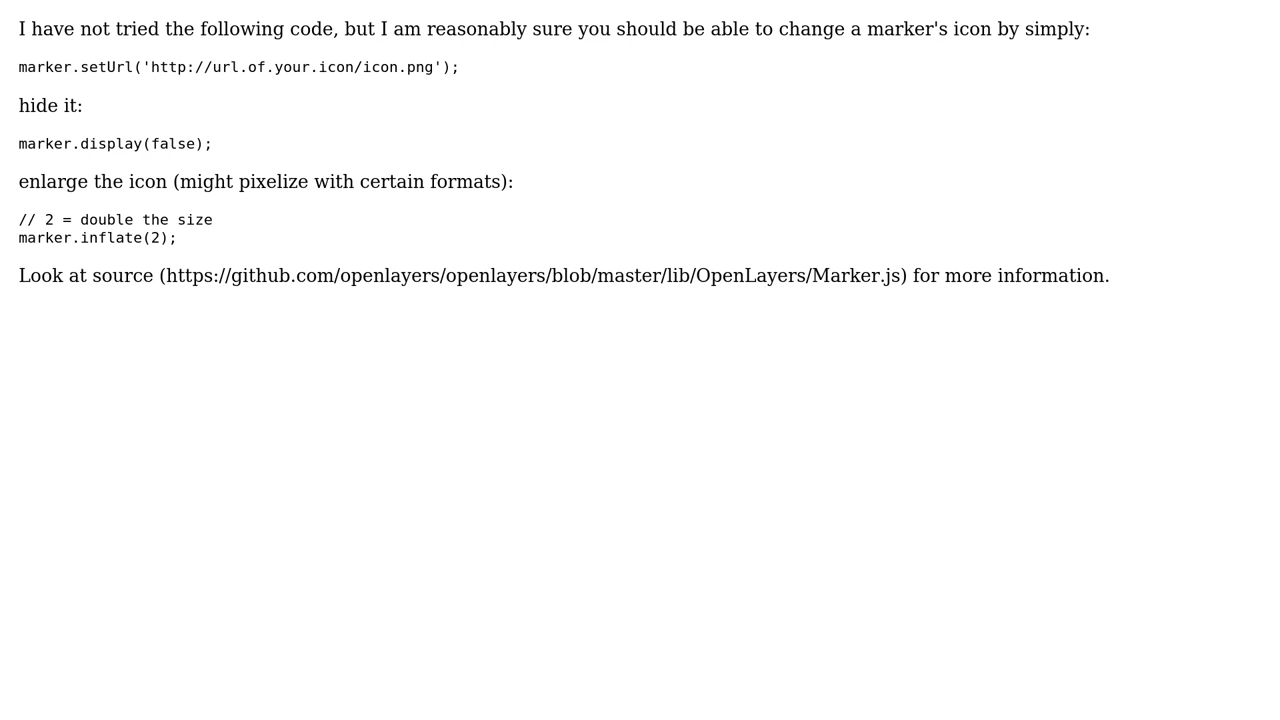 I have not tried the following code, but I am reasonably sure you should be able to change a marker's icon by simply:
marker.setUrl('http://url.of.your.icon/icon.png');
hide it:
marker.display(false);
enlarge the icon (might pixelize with certain formats):
// 2 = double the size
marker.inflate(2);
Look at source (https://github.com/openlayers/openlayers/blob/master/lib/OpenLayers/Marker.js) for more information.